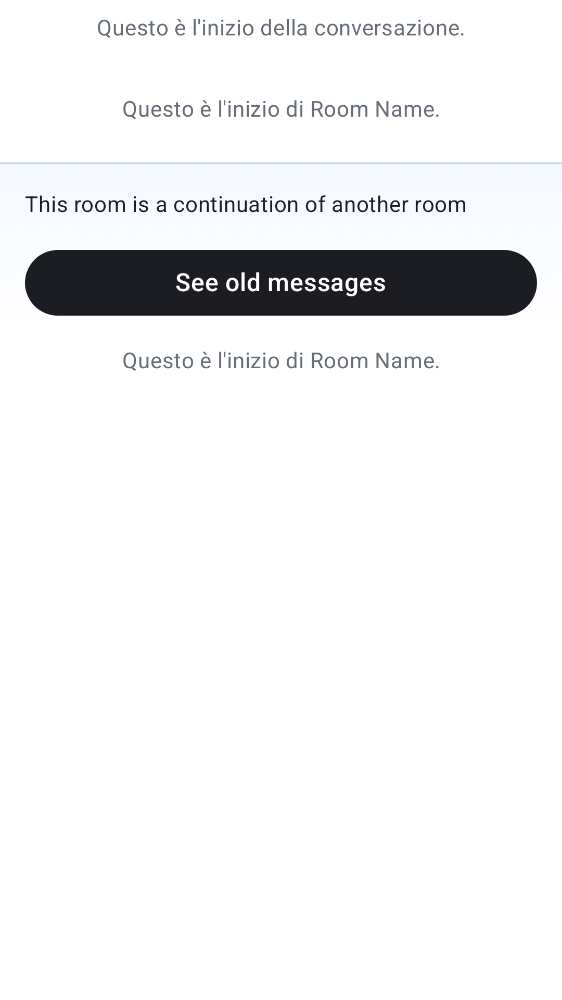 Questo è l'inizio della conversazione.
Questo è l'inizio di Room Name.
This room is a continuation of another room
See old messages
Questo è l'inizio di Room Name.